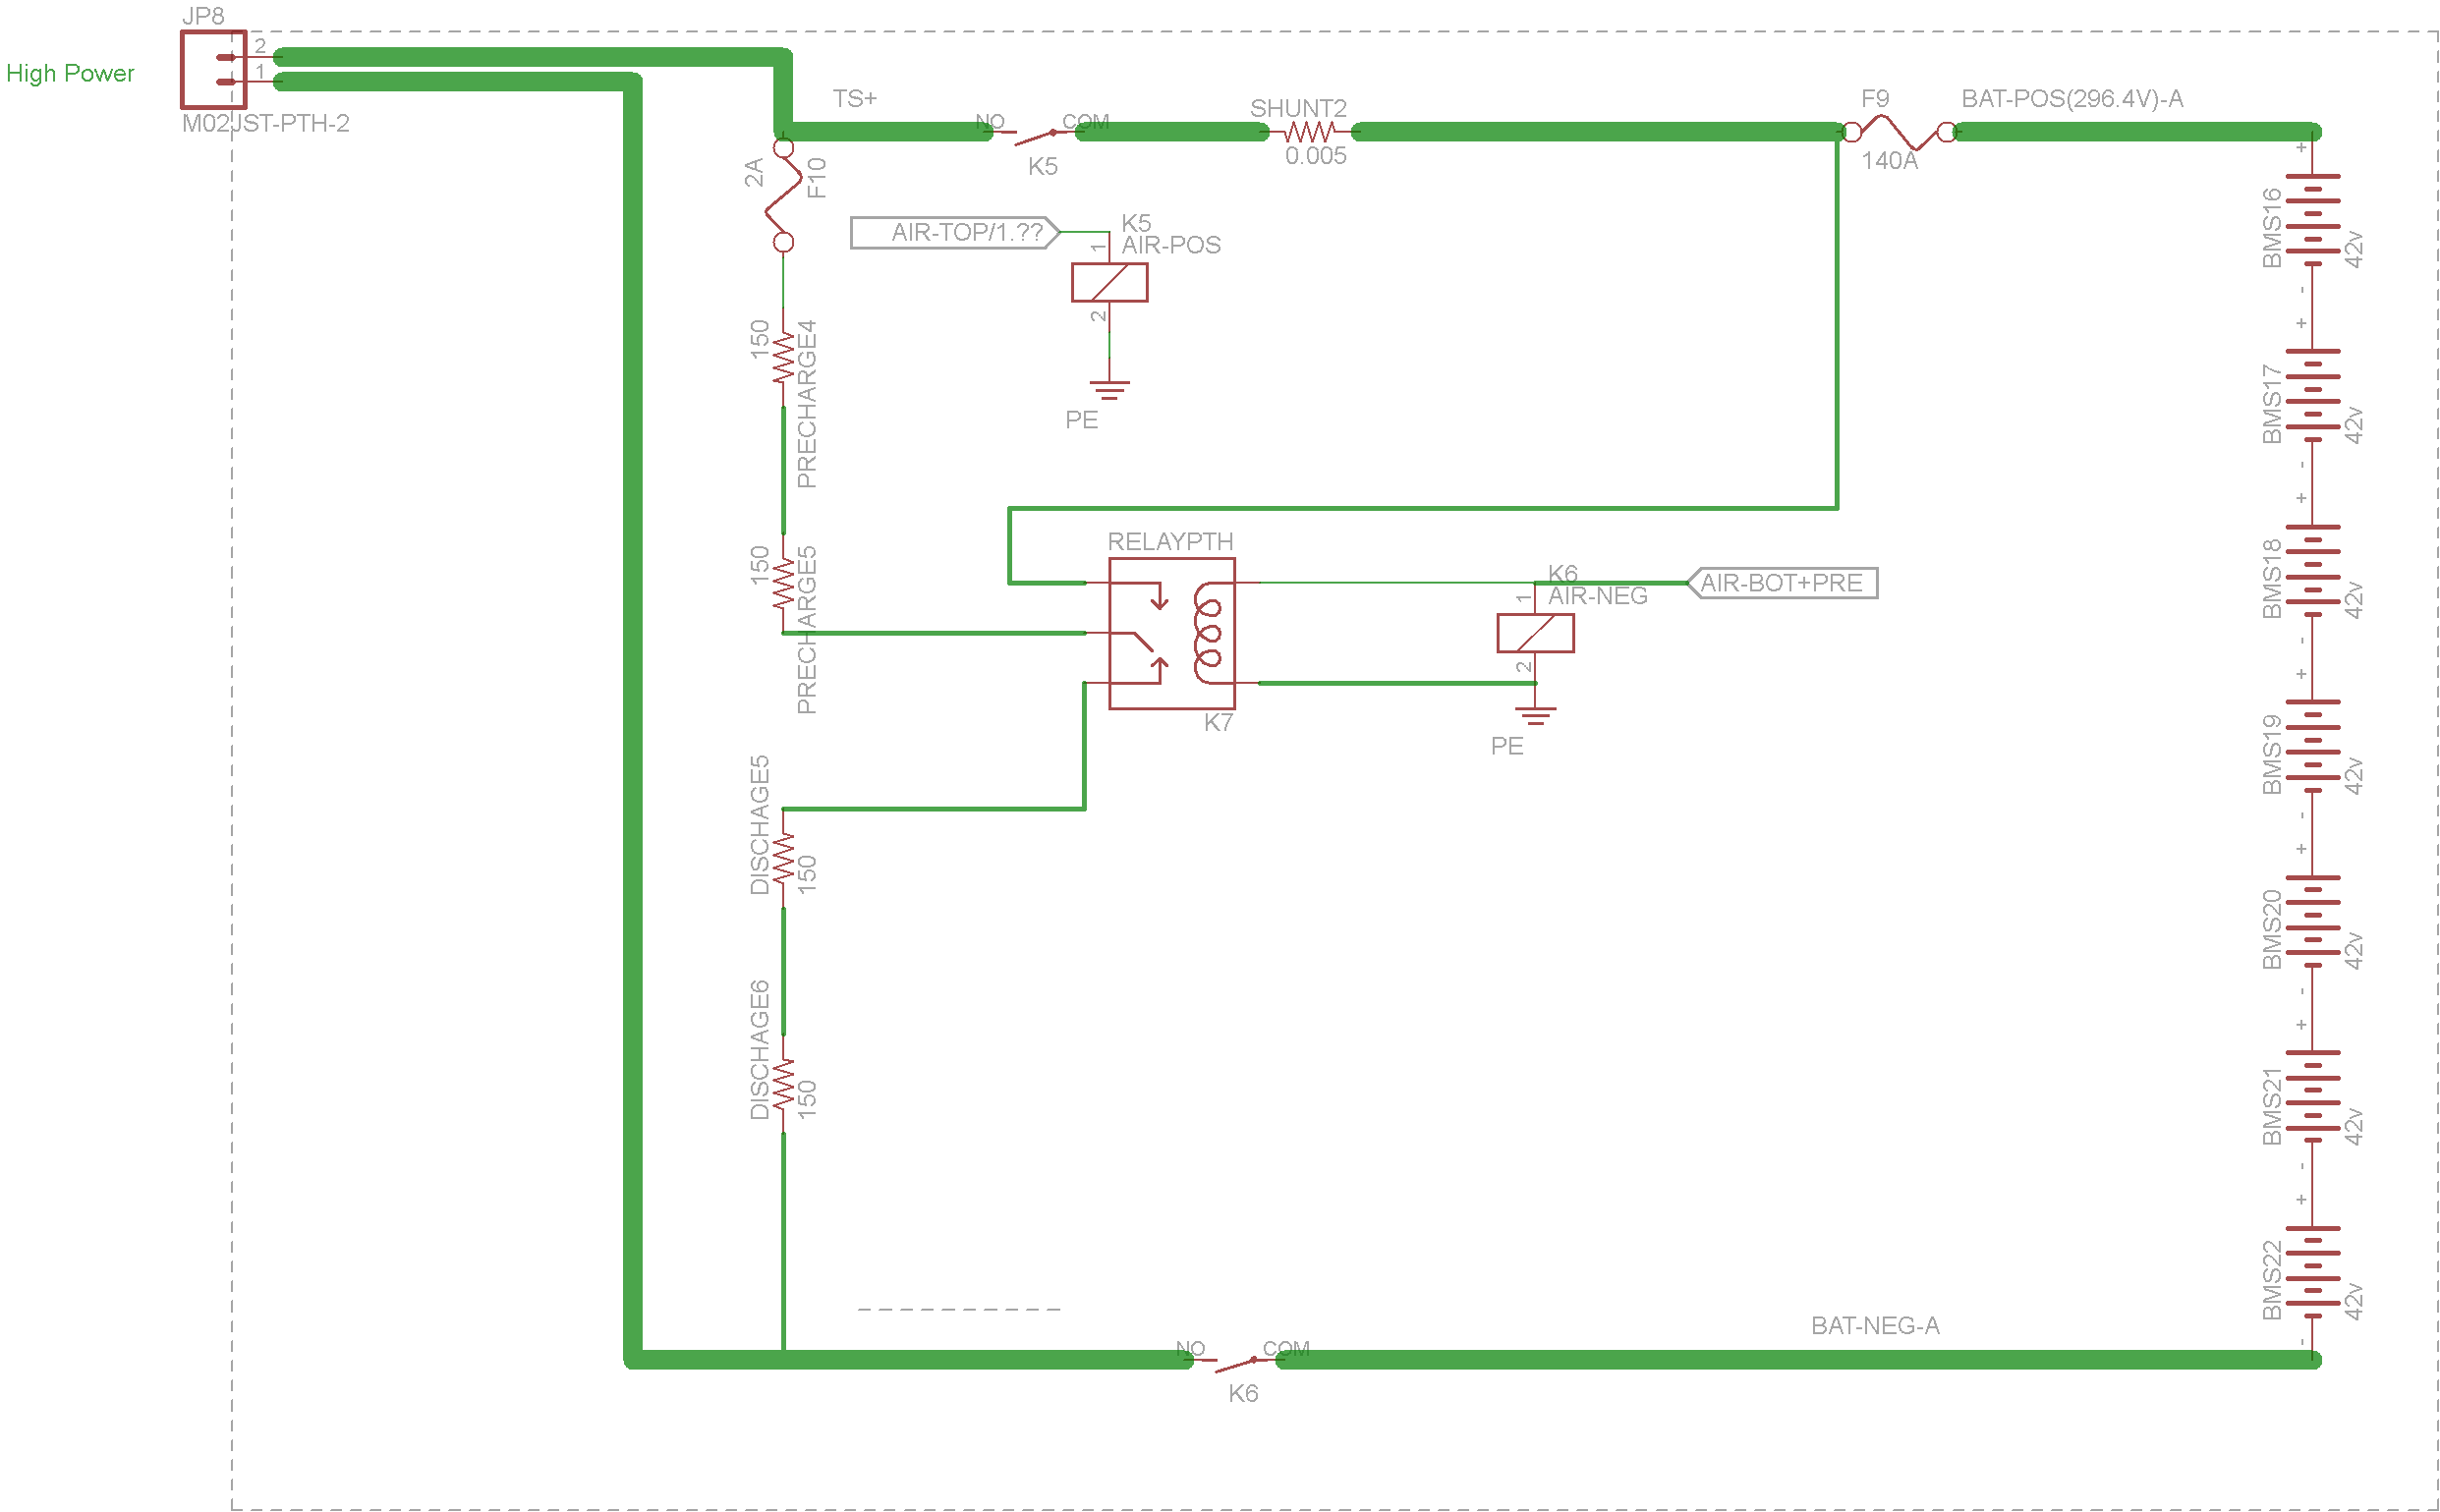 JP8
2
1
High Power
M02JST-PTH-2
TS+
NO
COM
K5
SHUNT2
0.005
F9
140A
BAT-POS(296.4V)-A
2A
F10
AIR-TOP/1.??
K5
AIR-POS
1
2
PE
150
PRECHARGE4
150
PRECHARGE5
RELAYPTH
K7
K6
AIR-NEG
1
2
AIR-BOT+PRE
PE
DISCHAGE5
150
DISCHAGE6
150
NO
COM
K6
BAT-NEG-A
+
BMS16
42v
-
+
BMS17
42v
-
+
BMS18
42v
-
+
BMS19
42v
-
+
BMS20
42v
-
+
BMS21
42v
-
+
BMS22
42v
-